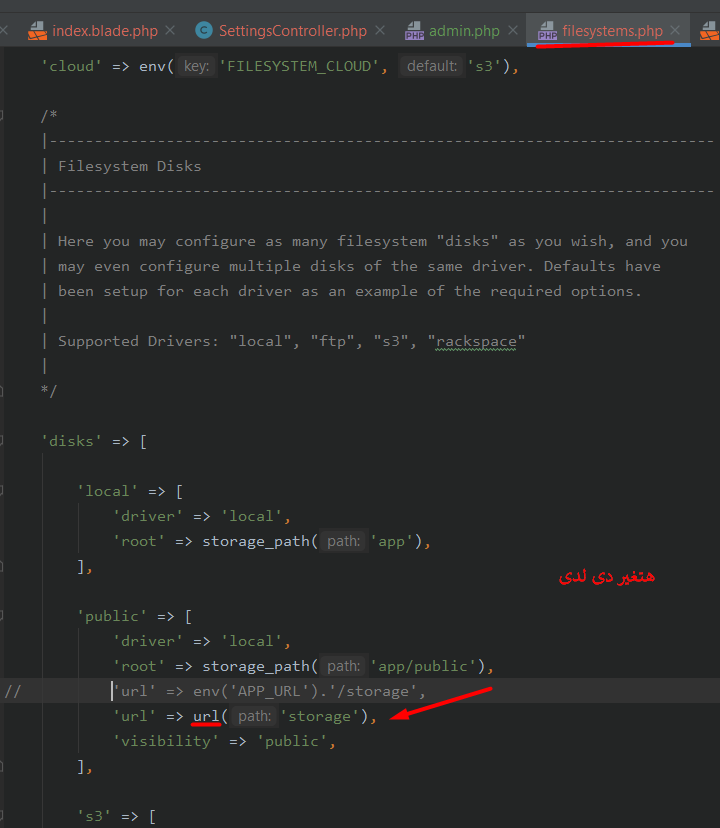 index.blade.php SettingsController.php admin.php filesystems.php
'cloud' => env( key: 'FILESYSTEM_CLOUD', default: 's3'),
/*
|--------------------------------------------------------------------------
| Filesystem Disks
|--------------------------------------------------------------------------
|
| Here you may configure as many filesystem "disks" as you wish, and you
| may even configure multiple disks of the same driver. Defaults have
| been setup for each driver as an example of the required options.
|
| Supported Drivers: "local", "ftp", "s3", "rackspace"
|
*/
'disks' => [
'local' => [
'driver' => 'local',
'root' => storage_path( path: 'app'),
],
هتغير دى لدى
'public' => [
'driver' => 'local',
'root' => storage_path( path: 'app/public'),
// 'url' => env('APP_URL').'/storage',
'url' => url( path: 'storage'),
'visibility' => 'public',
],
's3' => [